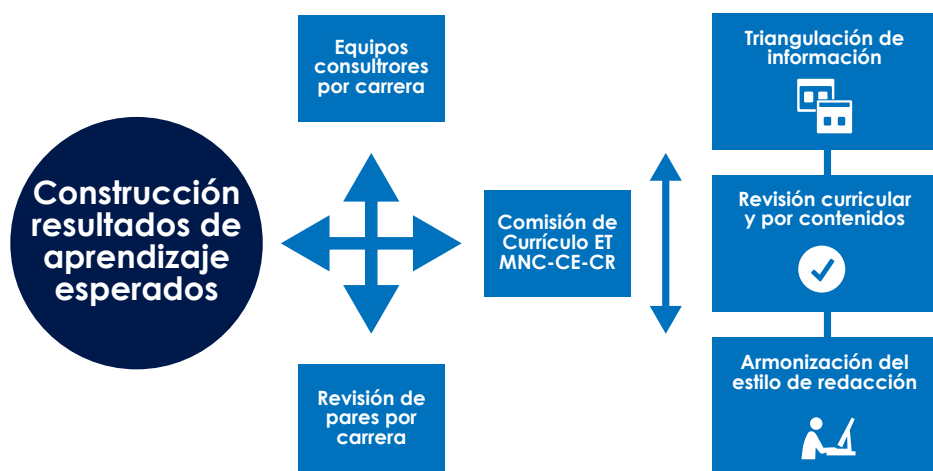 Construcción
resultados de
aprendizaje
esperados
Equipos
consultrores
por carrera
Revisión de
pares por
carrera
Comisión de
Currículo ET
MNC-CE-CR
Triangulación de
información
Revisión curricular
y por contenidos
Armonización del
estilo de redacción